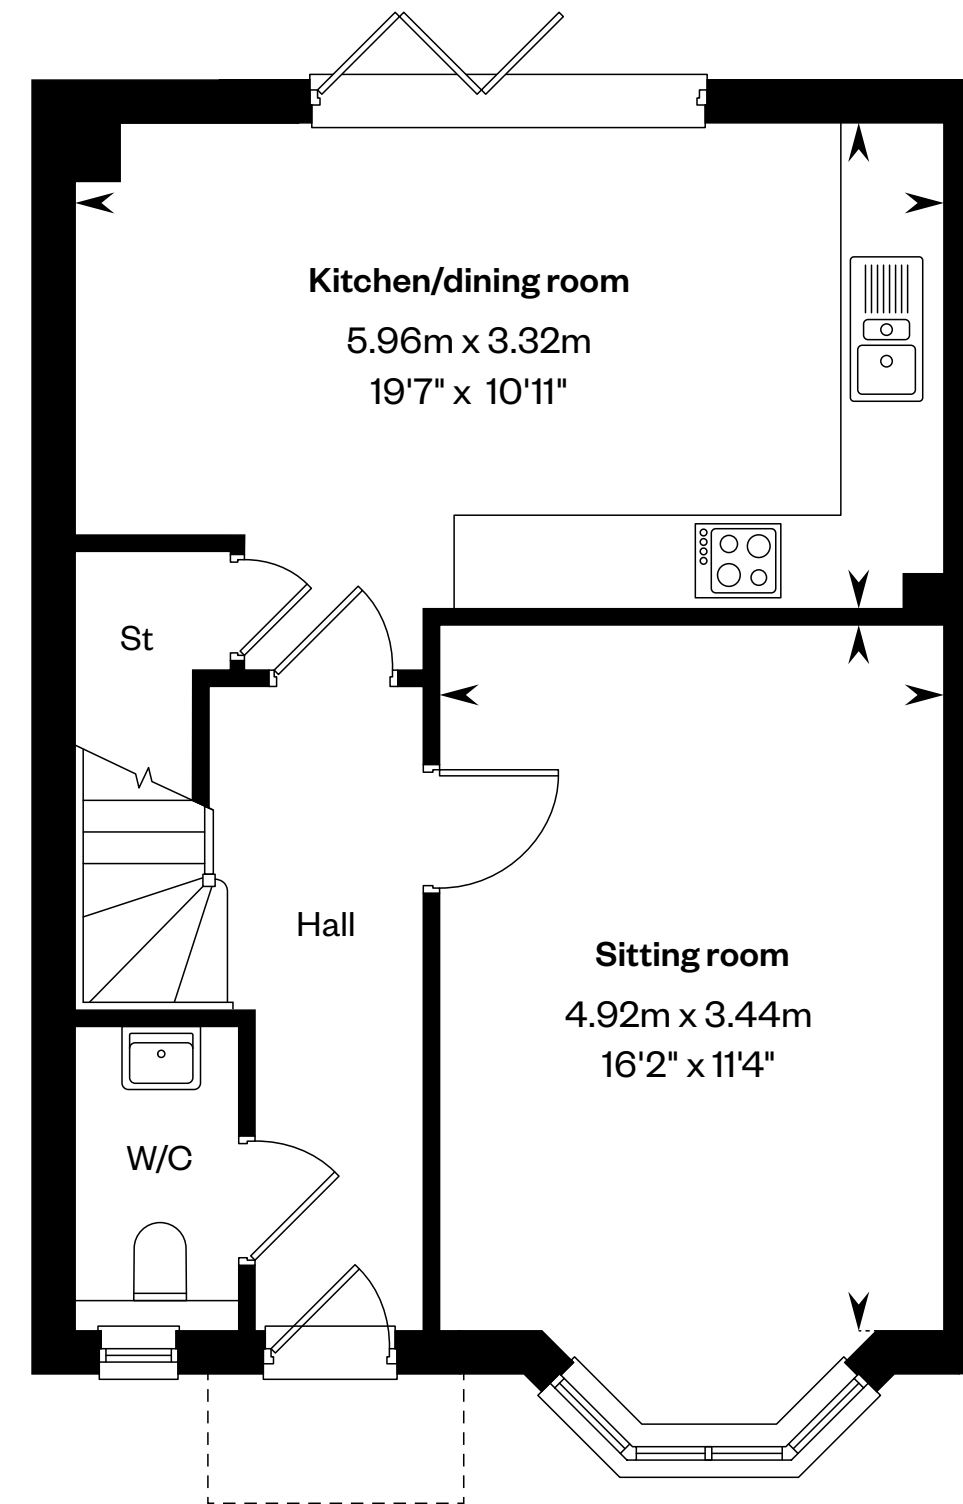 Kitchen/dining room
5.96m x 3.32m
19'7" x 10'11"
St
Hall
Sitting room
4.92m x 3.44m
16'2" x 11'4"
W/C